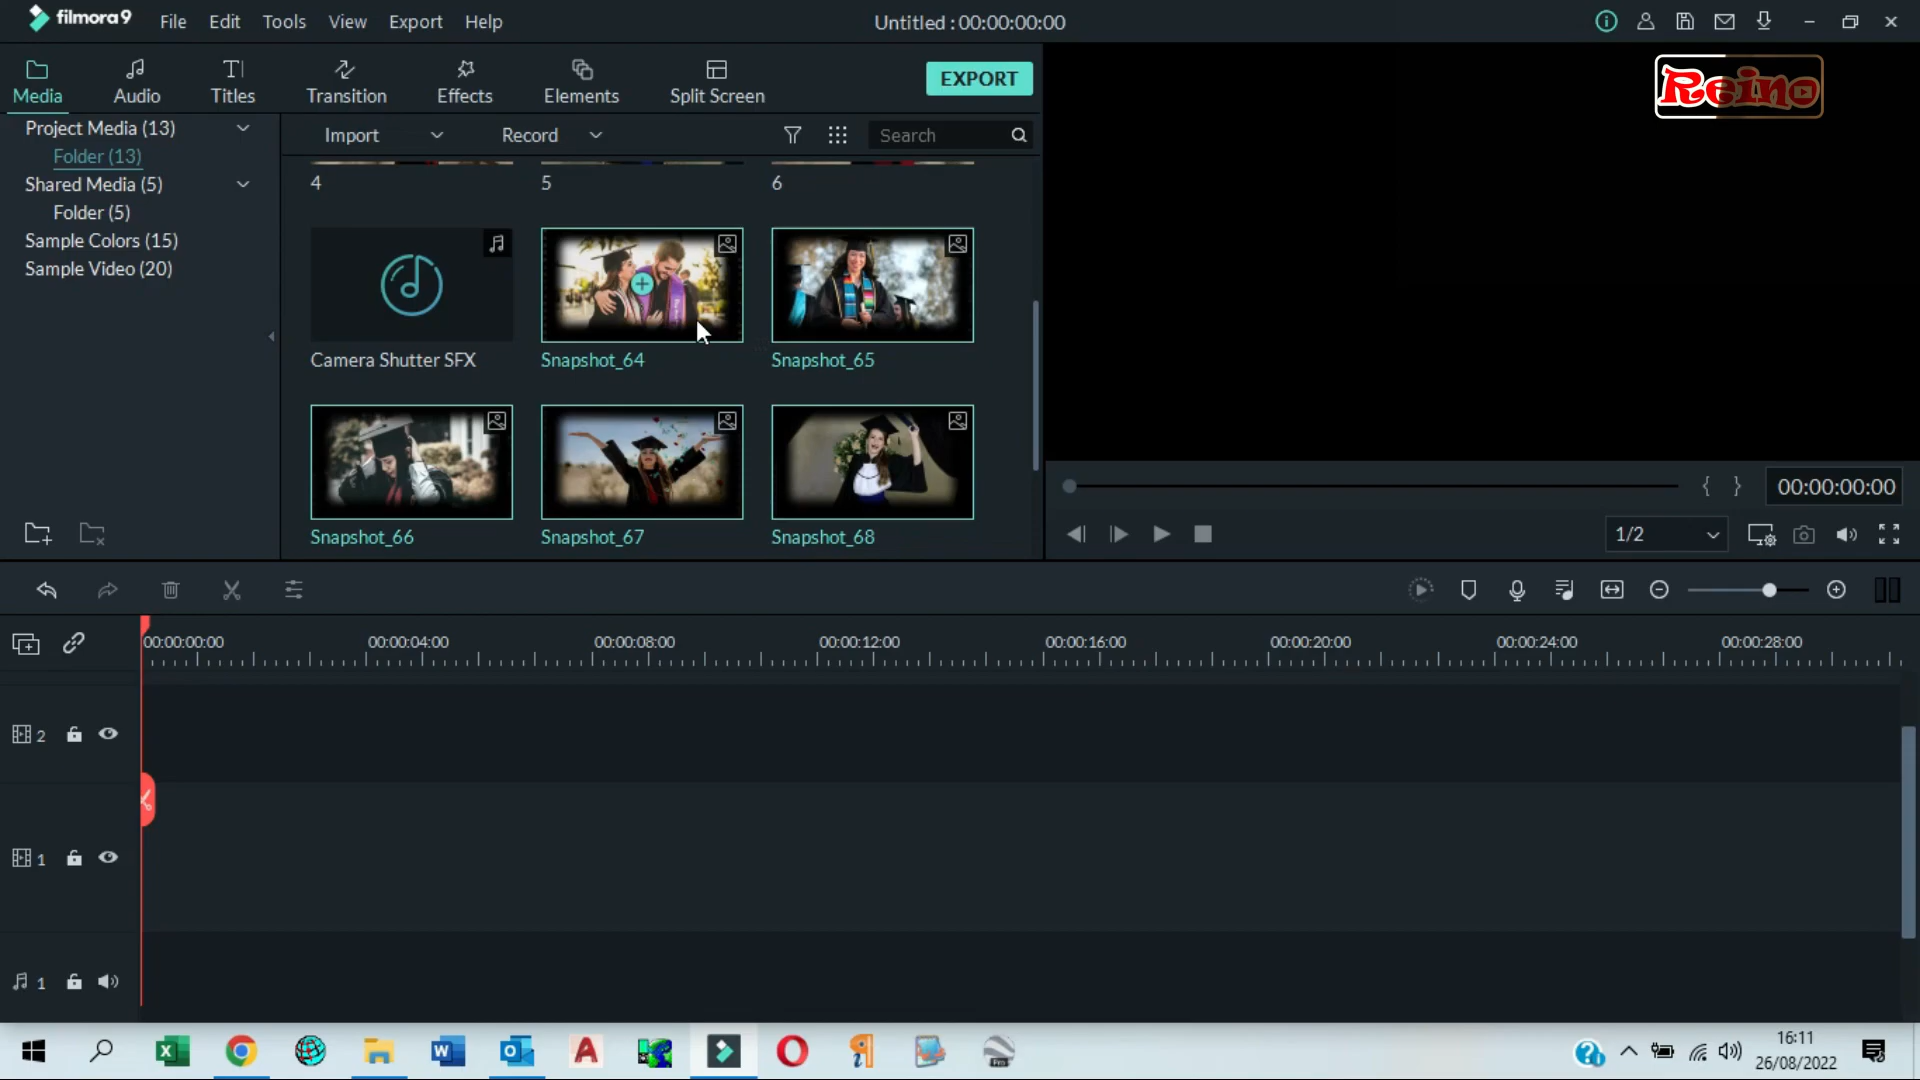 filmora9 File Edit Tools View Export Help Untitled : 00:00:00:00
Reino
Media Audio Titles Transition Effects Elements Split Screen EXPORT
Project Media (13)
Folder (13)
Shared Media (5)
Folder (5)
Sample Colors (15)
Sample Video (20)
Import Record Search
4 5 6
Camera Shutter SFX Snapshot_64 Snapshot_65
Snapshot_66 Snapshot_67 Snapshot_68
{ } 00:00:00:00
1/2
00:00:00:00 00:00:04:00 00:00:08:00 00:00:12:00 00:00:16:00 00:00:20:00 00:00:24:00 00:00:28:00
2
1
1
16:11
26/08/2022